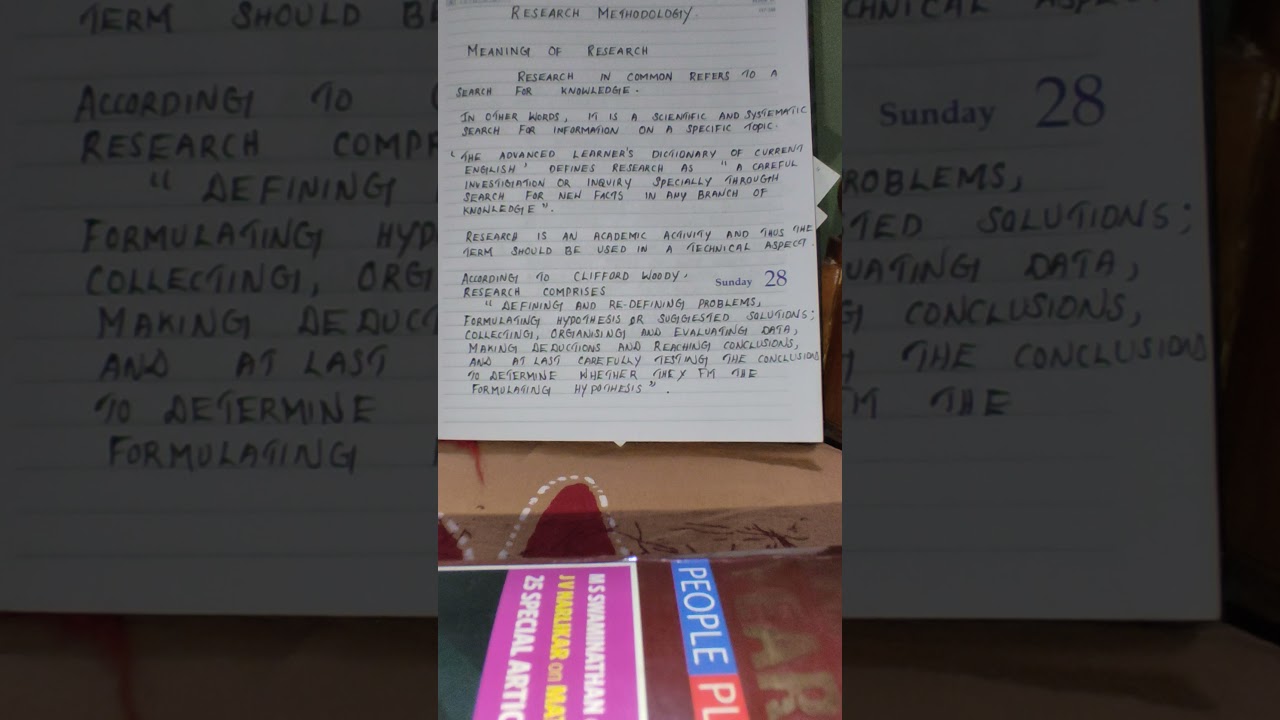 RESEARCH METHODOLOGY.
MEANING OF RESEARCH
RESEARCH IN COMMON REFERS TO A
SEARCH FOR KNOWLEDGE.
IN OTHER WORDS, IT IS A SCIENTIFIC AND SYSTEMATIC
SEARCH FOR INFORMATION ON A SPECIFIC TOPIC.
'THE ADVANCED LEARNER'S DICTIONARY OF CURRENT
ENGLISH' DEFINES RESEARCH AS "A CAREFUL
INVESTIGATION OR INQUIRY SPECIALLY THROUGH
SEARCH FOR NEW FACTS IN ANY BRANCH OF
KNOWLEDGE".
RESEARCH IS AN ACADEMIC ACTIVITY AND THUS THE
TERM SHOULD BE USED IN A TECHNICAL ASPECT.
ACCORDING TO CLIFFORD WOODY, Sunday 28
RESEARCH COMPRISES
"DEFINING AND RE-DEFINING PROBLEMS,
FORMULATING HYPOTHESIS OR SUGGESTED SOLUTIONS;
COLLECTING, ORGANISING AND EVALUATING DATA,
MAKING DEDUCTIONS AND REACHING CONCLUSIONS,
AND AT LAST CAREFULLY TESTING THE CONCLUSIONS
TO DETERMINE WHETHER THEY FIT THE
FORMULATING HYPOTHESIS".
M S SWAMINATHAN
J V NARLIKAR on
25 SPECIAL ARTIC
PEOPLE PL
EAR